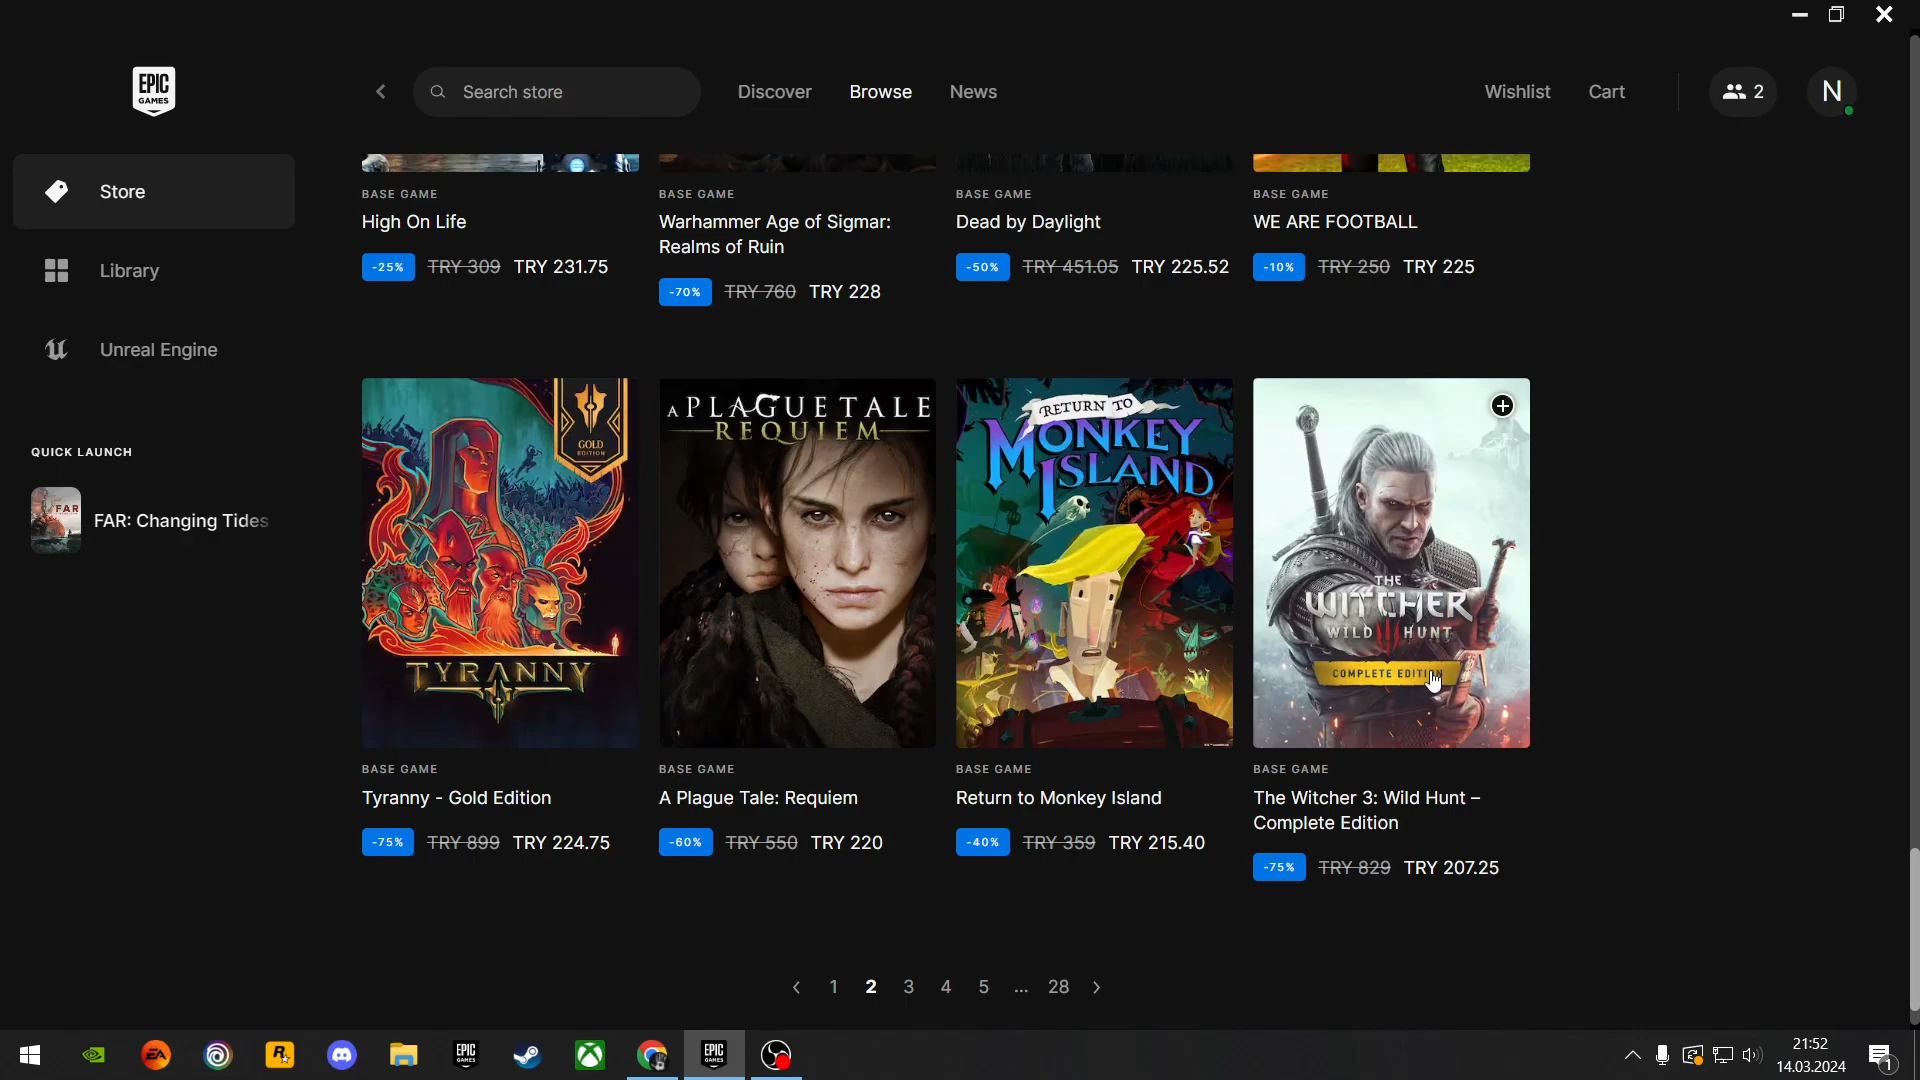 EPIC GAMES
Search store
Discover
Browse
News
Wishlist
Cart
2
N
Store
Library
Unreal Engine
QUICK LAUNCH
FAR
FAR: Changing Tides
BASE GAME
High On Life
-25% TRY 309 TRY 231.75
BASE GAME
Warhammer Age of Sigmar:
Realms of Ruin
-70% TRY 760 TRY 228
BASE GAME
Dead by Daylight
-50% TRY 451.05 TRY 225.52
BASE GAME
WE ARE FOOTBALL
-10% TRY 250 TRY 225
GOLD
EDITION
TYRANNY
BASE GAME
Tyranny - Gold Edition
-75% TRY 899 TRY 224.75
A PLAGUE TALE
REQUIEM
BASE GAME
A Plague Tale: Requiem
-60% TRY 550 TRY 220
RETURN TO
MONKEY
ISLAND
BASE GAME
Return to Monkey Island
-40% TRY 359 TRY 215.40
THE
WITCHER
WILD HUNT
COMPLETE EDITION
BASE GAME
The Witcher 3: Wild Hunt –
Complete Edition
-75% TRY 829 TRY 207.25
1 2 3 4 5 ... 28
EA
R
EPIC GAMES
EPIC GAMES
21:52
14.03.2024
1